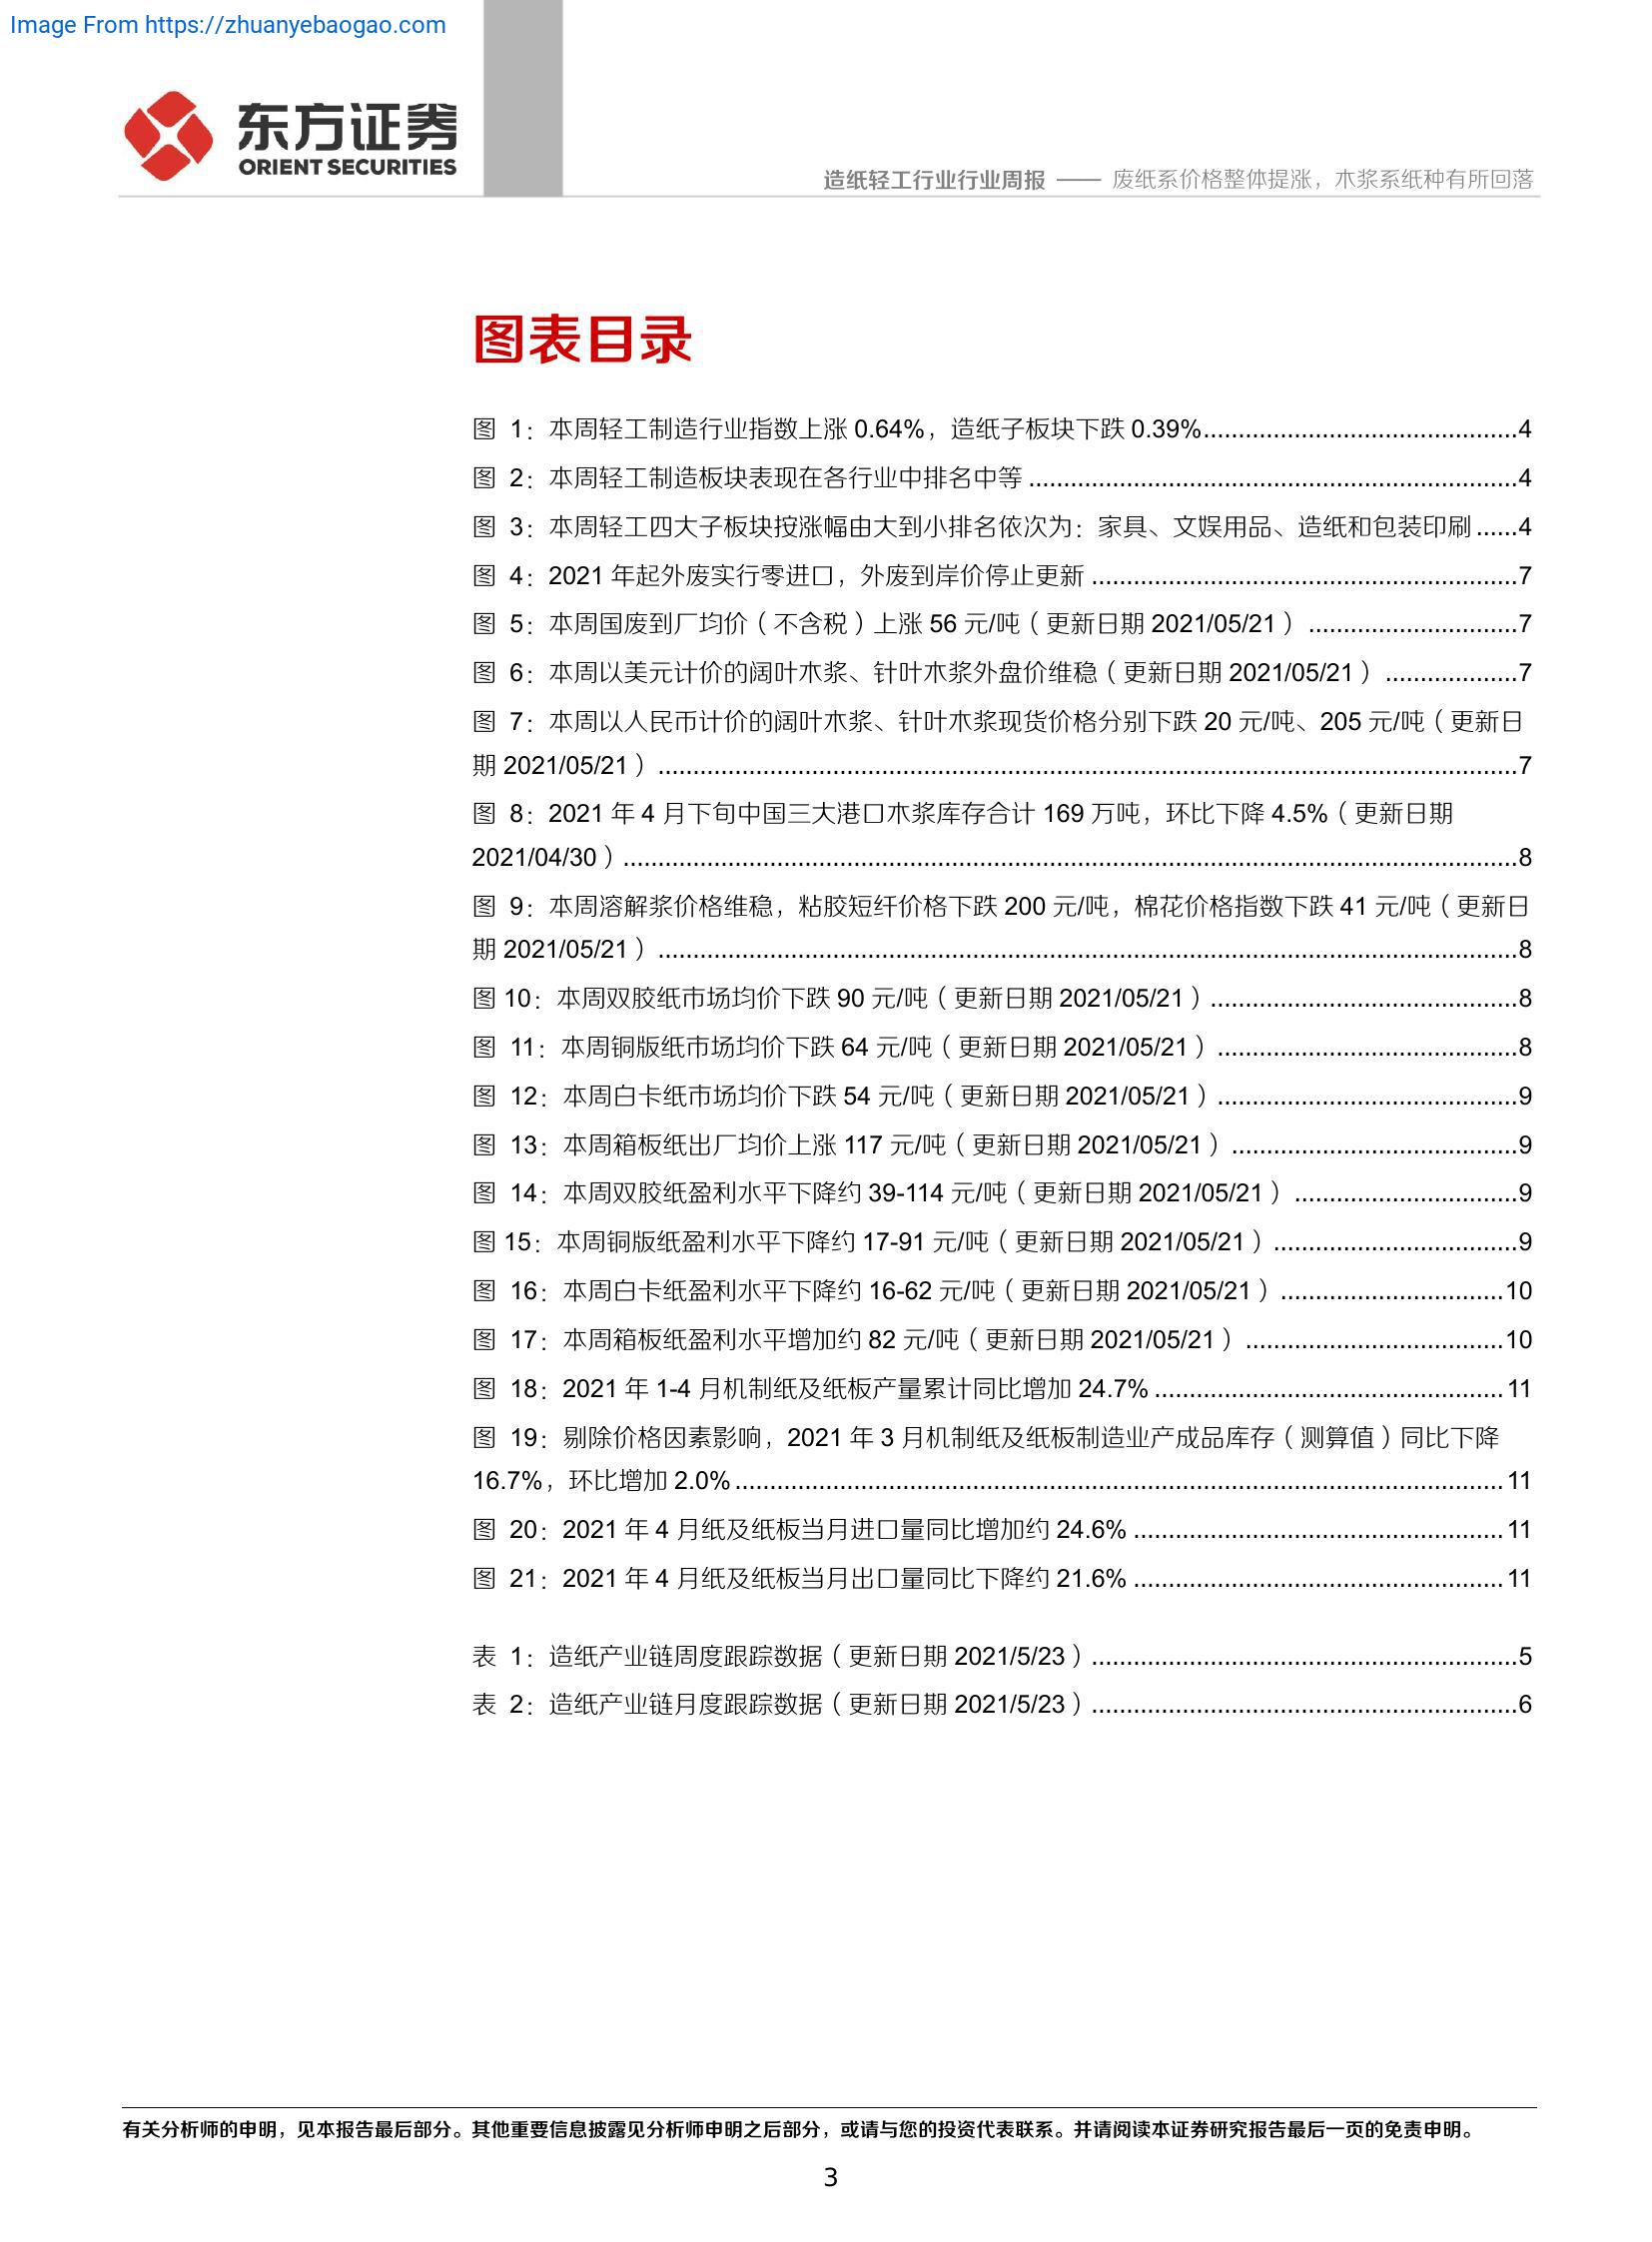 Image From https://zhuanyebaogao.com
东方证券
ORIENT SECURITIES
造纸轻工行业行业周报 —— 废纸系价格整体提涨，木浆系纸种有所回落
图表目录
图 1：本周轻工制造行业指数上涨 0.64%，造纸子板块下跌 0.39%.............................................4
图 2：本周轻工制造板块表现在各行业中排名中等 ......................................................................4
图 3：本周轻工四大子板块按涨幅由大到小排名依次为：家具、文娱用品、造纸和包装印刷 ......4
图 4：2021 年起外废实行零进口，外废到岸价停止更新 .............................................................7
图 5：本周国废到厂均价（不含税）上涨 56 元/吨（更新日期 2021/05/21） ..............................7
图 6：本周以美元计价的阔叶木浆、针叶木浆外盘价维稳（更新日期 2021/05/21） ...................7
图 7：本周以人民币计价的阔叶木浆、针叶木浆现货价格分别下跌 20 元/吨、205 元/吨（更新日
期 2021/05/21） ...........................................................................................................................7
图 8：2021 年 4 月下旬中国三大港口木浆库存合计 169 万吨，环比下降 4.5%（更新日期
2021/04/30） ................................................................................................................................8
图 9：本周溶解浆价格维稳，粘胶短纤价格下跌 200 元/吨，棉花价格指数下跌 41 元/吨（更新日
期 2021/05/21） ...........................................................................................................................8
图 10：本周双胶纸市场均价下跌 90 元/吨（更新日期 2021/05/21） ............................................8
图 11：本周铜版纸市场均价下跌 64 元/吨（更新日期 2021/05/21） ...........................................8
图 12：本周白卡纸市场均价下跌 54 元/吨（更新日期 2021/05/21） ...........................................9
图 13：本周箱板纸出厂均价上涨 117 元/吨（更新日期 2021/05/21） .........................................9
图 14：本周双胶纸盈利水平下降约 39-114 元/吨（更新日期 2021/05/21） ................................9
图 15：本周铜版纸盈利水平下降约 17-91 元/吨（更新日期 2021/05/21） ...................................9
图 16：本周白卡纸盈利水平下降约 16-62 元/吨（更新日期 2021/05/21） ................................10
图 17：本周箱板纸盈利水平增加约 82 元/吨（更新日期 2021/05/21） .....................................10
图 18：2021 年 1-4 月机制纸及纸板产量累计同比增加 24.7% ..................................................11
图 19：剔除价格因素影响，2021 年 3 月机制纸及纸板制造业产成品库存（测算值）同比下降
16.7%，环比增加 2.0% ..............................................................................................................11
图 20：2021 年 4 月纸及纸板当月进口量同比增加约 24.6% .....................................................11
图 21：2021 年 4 月纸及纸板当月出口量同比下降约 21.6% .....................................................11
表 1：造纸产业链周度跟踪数据（更新日期 2021/5/23） .............................................................5
表 2：造纸产业链月度跟踪数据（更新日期 2021/5/23） .............................................................6
有关分析师的申明，见本报告最后部分。其他重要信息披露见分析师申明之后部分，或请与您的投资代表联系。并请阅读本证券研究报告最后一页的免责申明。
3